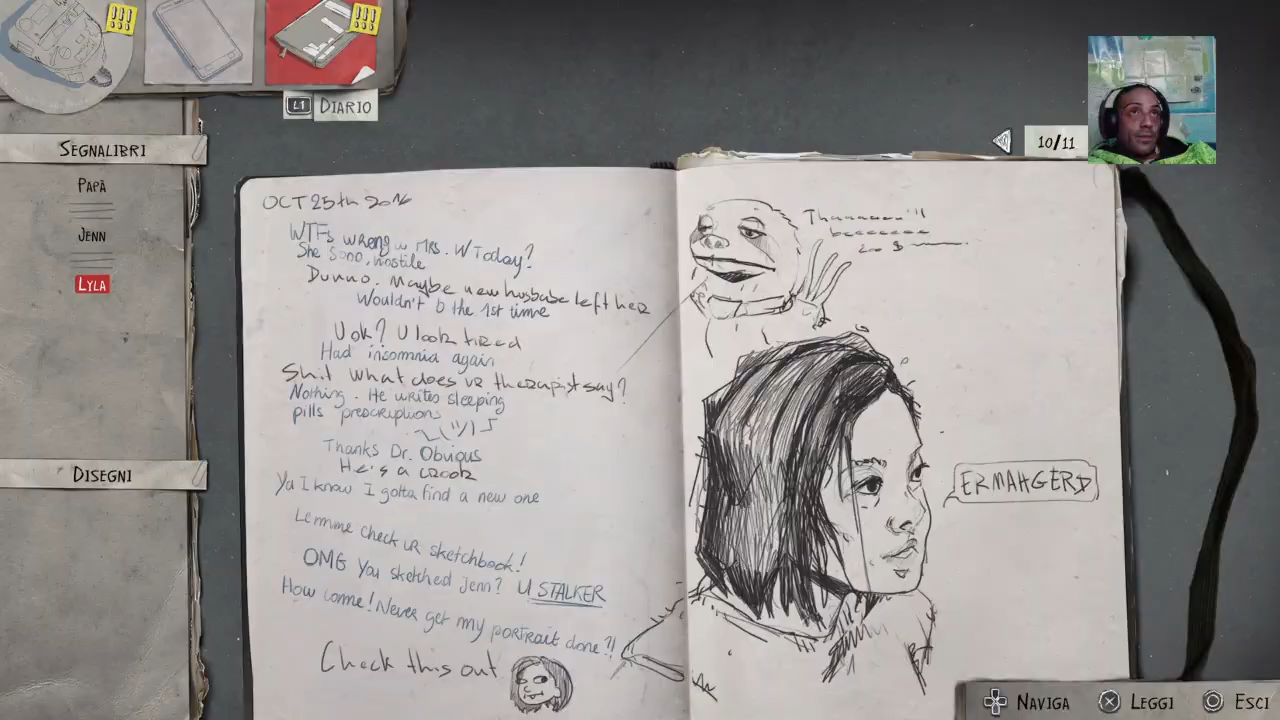 L1 DIARIO
10/11
SEGNALIBRI
PAPÀ
JENN
LYLA
DISEGNI
OCT 25th 2016
WTFs wrong w MRS. W Today?
She sooo hostile
Dunno. Maybe new husbabe left her
Wouldn't b the 1st time
U ok? U look tired
Had insomnia again
Shit what does ur therapist say?
Nothing. He writes sleeping
pills prescriptions
Thanks Dr. Obvious
He's a crook
Ya I know I gotta find a new one
Lemme check ur sketchbook!
OMG You sketched Jenn? U STALKER
How come! Never get my portrait done?!
Check this out
ERMAHGERD
NAVIGA
LEGGI
ESCI